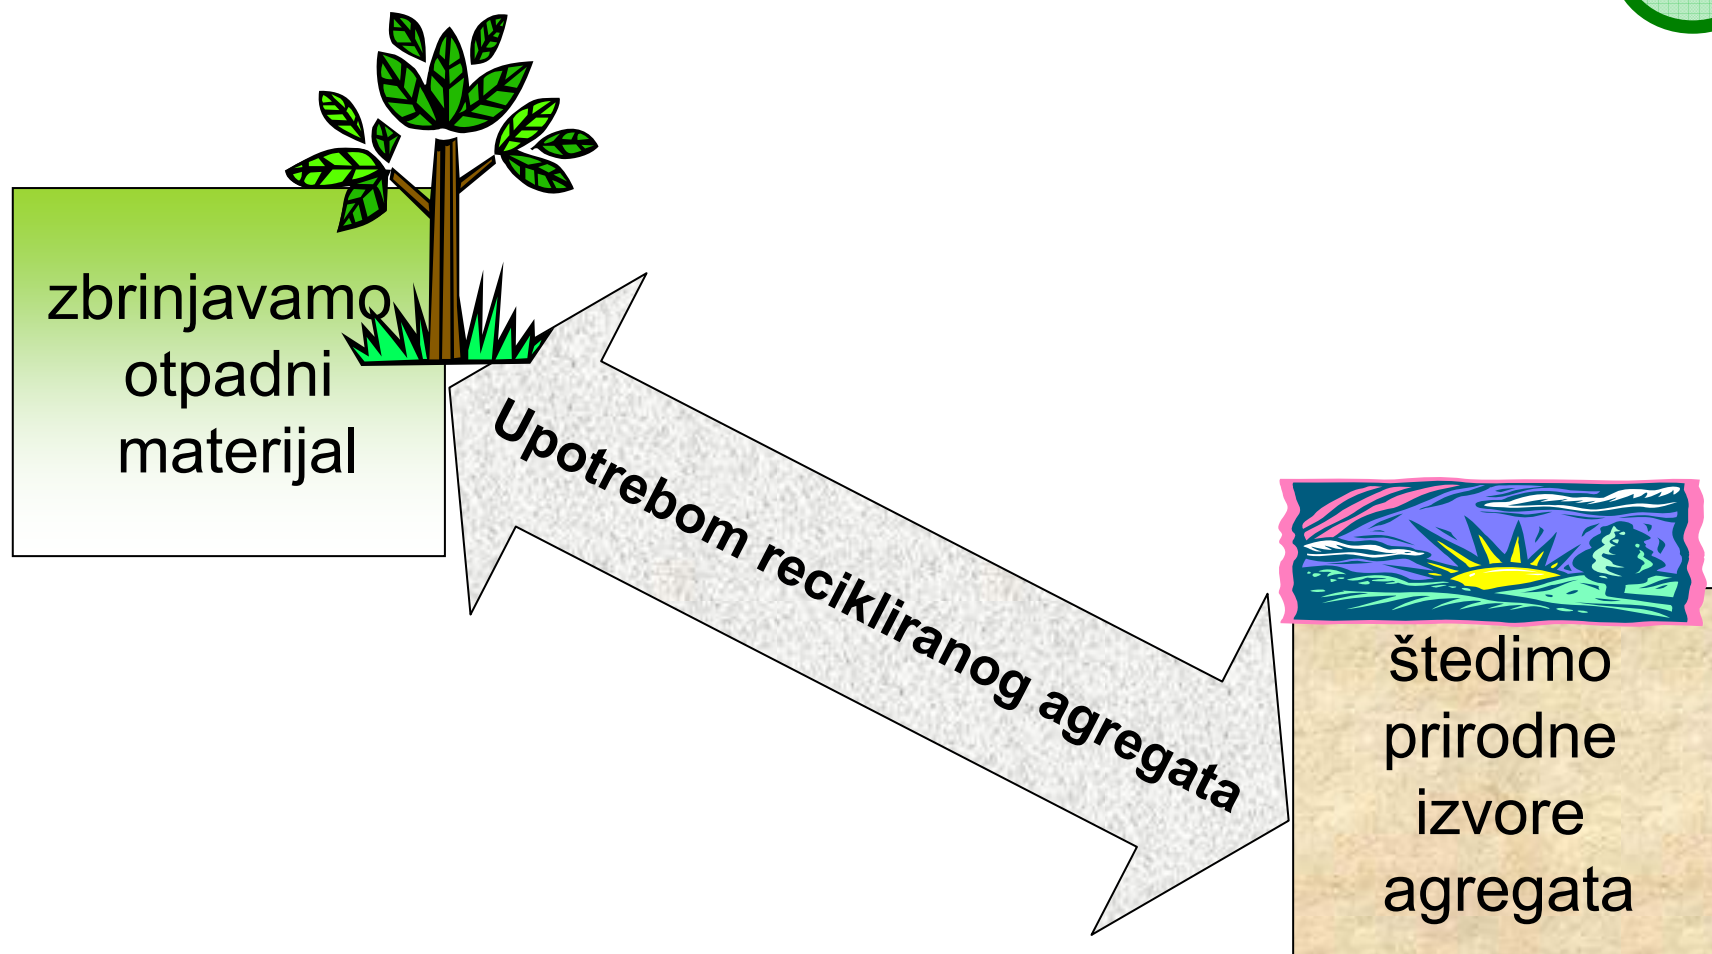 zbrinjavamo
otpadni
materijal
Upotrebom recikliranog agregata
štedimo
prirodne
izvore
agregata